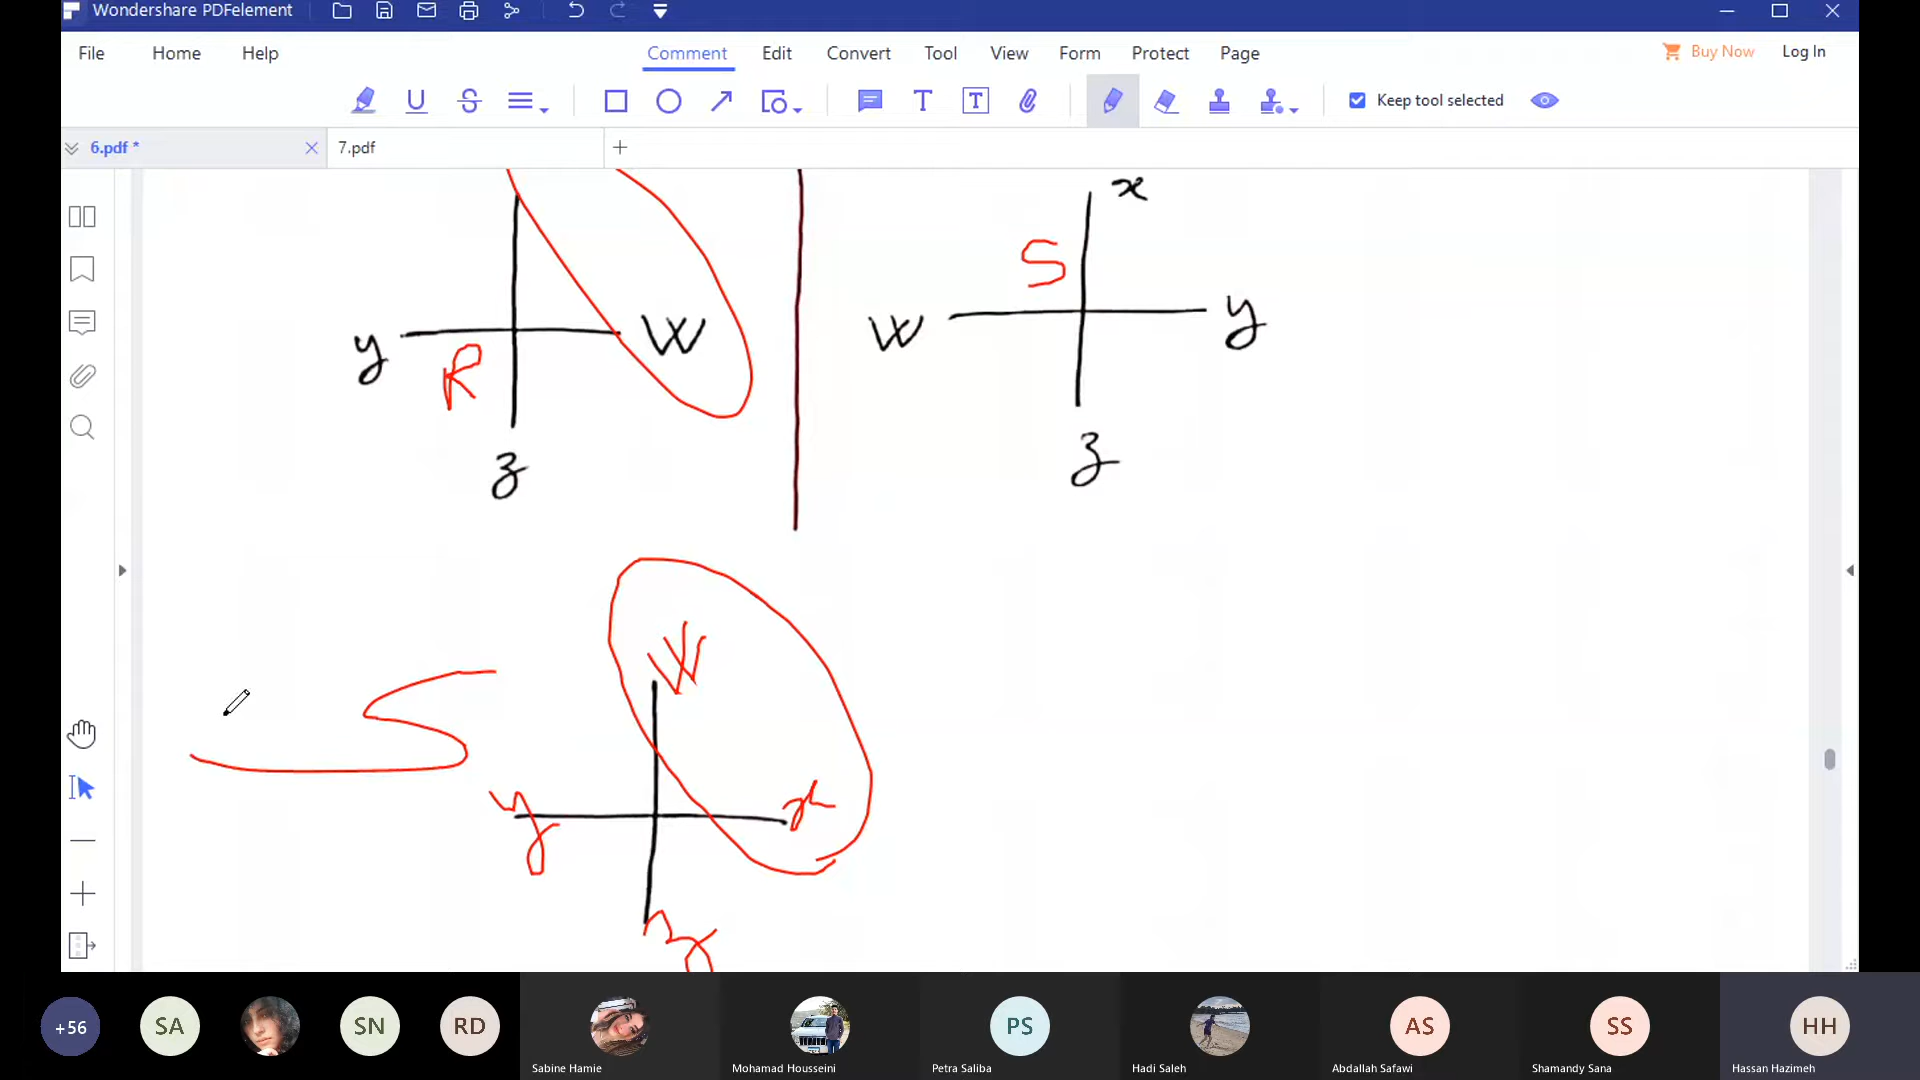 Wondershare PDFelement
File Home Help Comment Edit Convert Tool View Form Protect Page Buy Now Log In
Keep tool selected
6.pdf * 7.pdf
x
S
y W W y
R
z z
W
S
y x
z
+56 SA SN RD PS AS SS HH
Sabine Hamie Mohamad Housseini Petra Saliba Hadi Saleh Abdallah Safawi Shamandy Sana Hassan Hazimeh